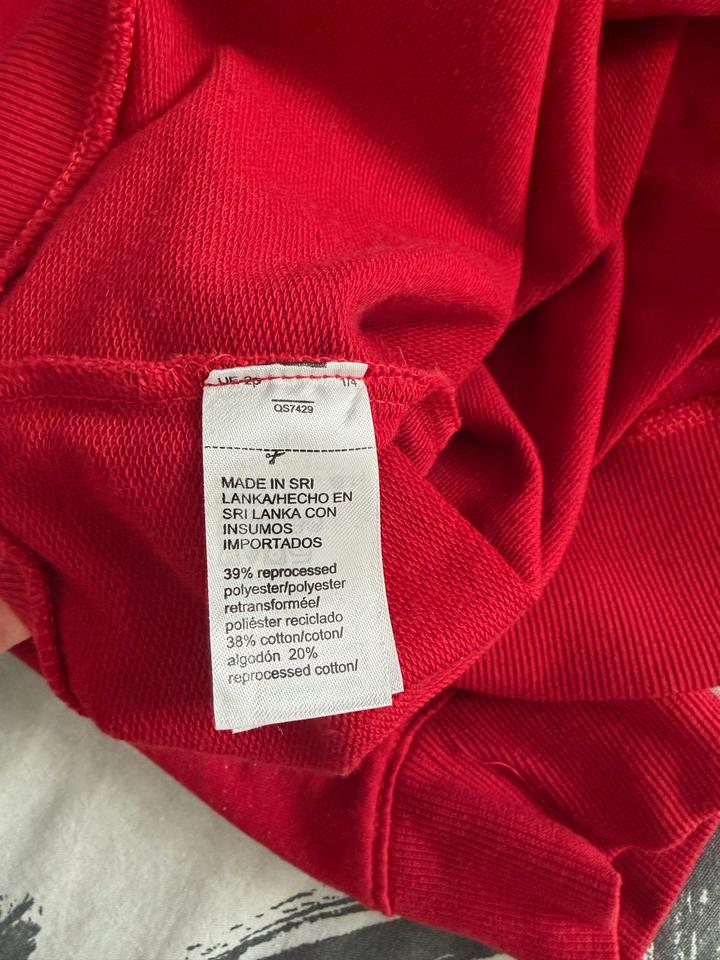 1/4
QS7429
MADE IN SRI
LANKA/HECHO EN
SRI LANKA CON
INSUMOS
IMPORTADOS
39% reprocessed
polyester/polyester
retransformée/
poliéster reciclado
38% cotton/coton/
algodón 20%
reprocessed cotton/